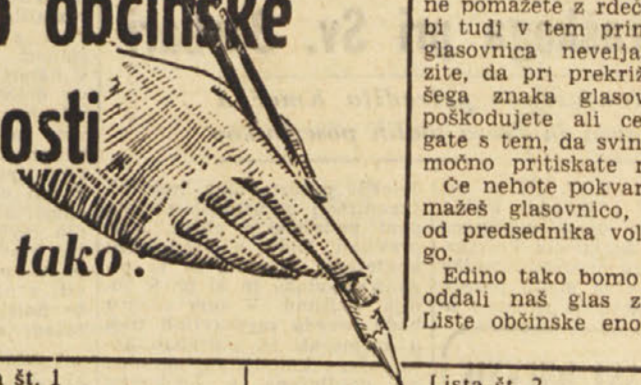 občinske
osti
tako:
ne pomažete z rdeč
bi tudi v tem prim
glasovnica nevelja
zite, da pri prekriž
šega znaka glasov
poškodujete ali ce
gate s tem, da svin
močno pritiskate n
Če nehote pokvar
mažeš glasovnico,
od predsednika vol
go.
Edino tako bomo
oddali naš glas z
Liste občinske eno
a št. 1
Lista št. 2